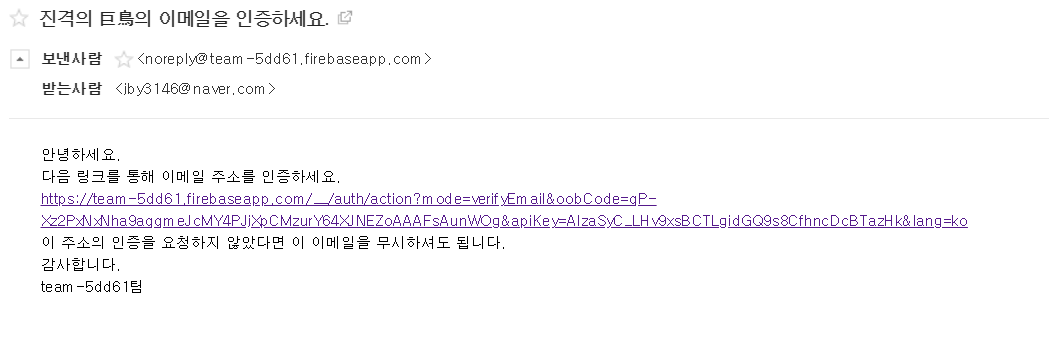 진격의 巨鳥의 이메일을 인증하세요.
보낸사람 <noreply@team-5dd61.firebaseapp.com>
받는사람 <jby3146@naver.com>
안녕하세요.
다음 링크를 통해 이메일 주소를 인증하세요.
https://team-5dd61.firebaseapp.com/__/auth/action?mode=verifyEmail&oobCode=gP-
Xz2PxNxNha9aqgmeJcMY4PJjXpCMzurY64XJNEZoAAAFsAunWOg&apiKey=AIzaSyC_LHv9xsBCTLgidGQ9s8CfhncDcBTazHk&lang=ko
이 주소의 인증을 요청하지 않았다면 이 이메일을 무시하셔도 됩니다.
감사합니다.
team-5dd61팀